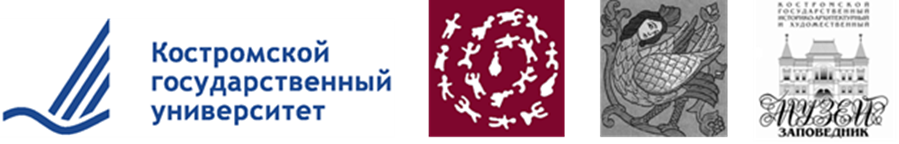 Костромской
государственный
университет
КОСТРОМСКОЙ
ГОСУДАРСТВЕННЫЙ
ИСТОРИКО-АРХИТЕКТУРНЫЙ
И ХУДОЖЕСТВЕННЫЙ
МУЗЕЙ
ЗАПОВЕДНИК